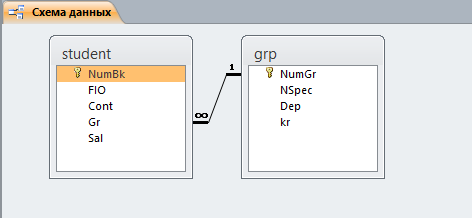 Схема данных
student
NumBk
FIO
Cont
Gr
Sal
∞
1
grp
NumGr
NSpec
Dep
kr